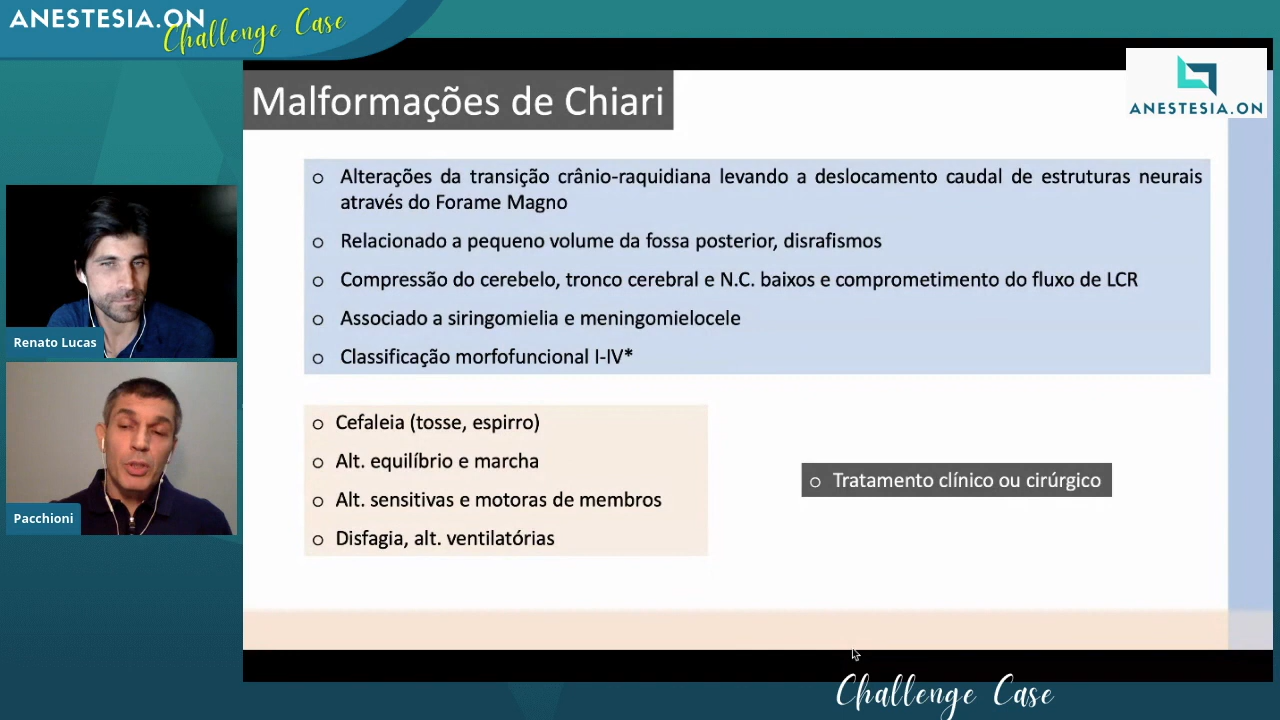 ANESTESIA.ON
Challenge Case
ANESTESIA.ON
Malformações de Chiari
o Alterações da transição crânio-raquidiana levando a deslocamento caudal de estruturas neurais
através do Forame Magno
o Relacionado a pequeno volume da fossa posterior, disrafismos
o Compressão do cerebelo, tronco cerebral e N.C. baixos e comprometimento do fluxo de LCR
o Associado a siringomielia e meningomielocele
o Classificação morfofuncional I-IV*
o Cefaleia (tosse, espirro)
o Alt. equilíbrio e marcha
o Alt. sensitivas e motoras de membros
o Disfagia, alt. ventilatórias
o Tratamento clínico ou cirúrgico
Renato Lucas
Pacchioni
Challenge Case